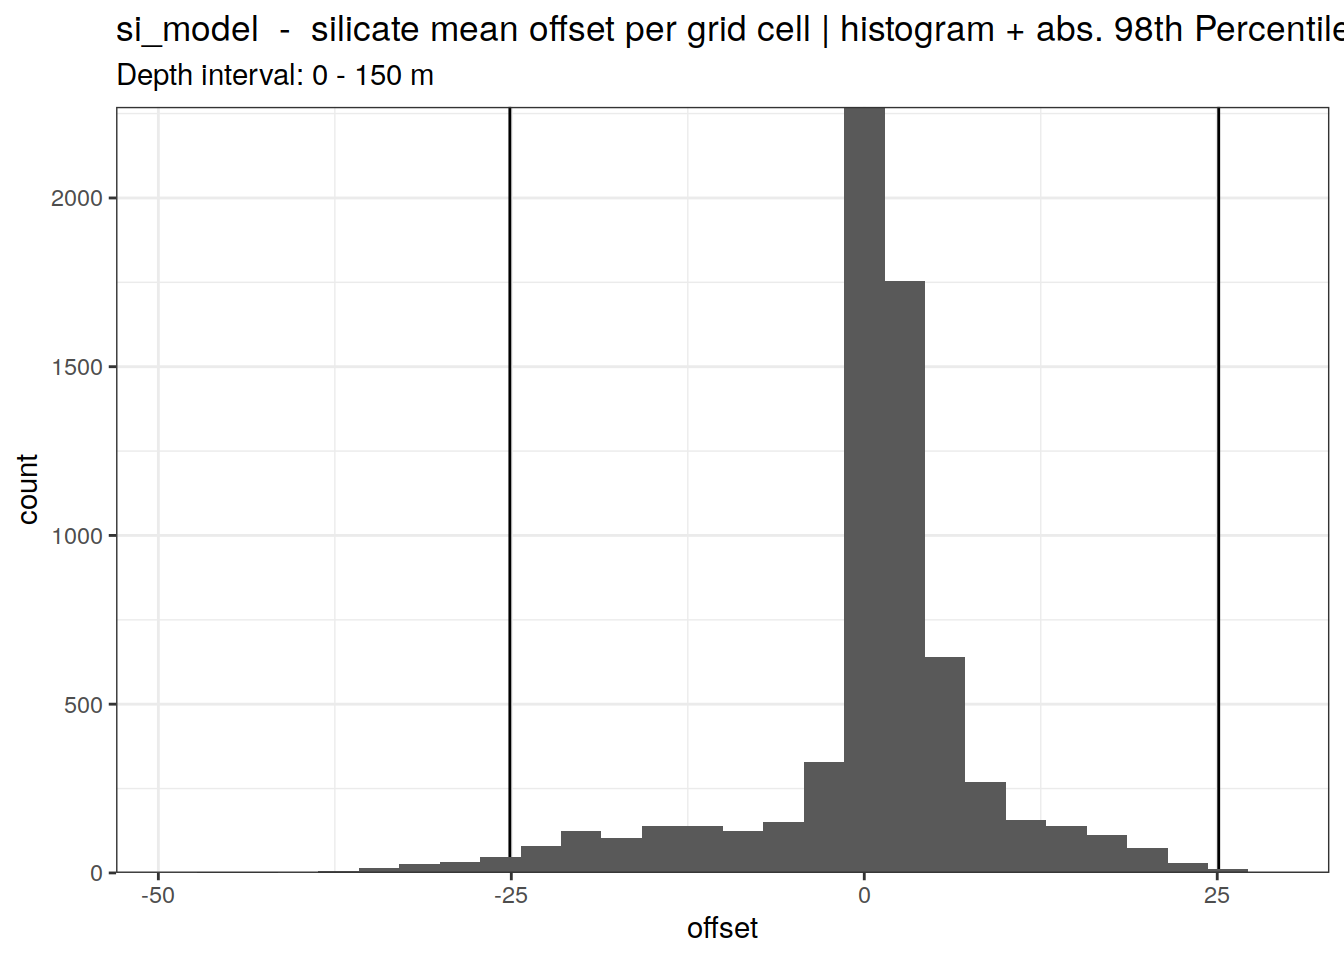 si_model  -  silicate mean offset per grid cell | histogram + abs. 98th Percentile
Depth interval: 0 - 150 m
2000
1500
1000
500
0
count
-50
-25
0
25
offset